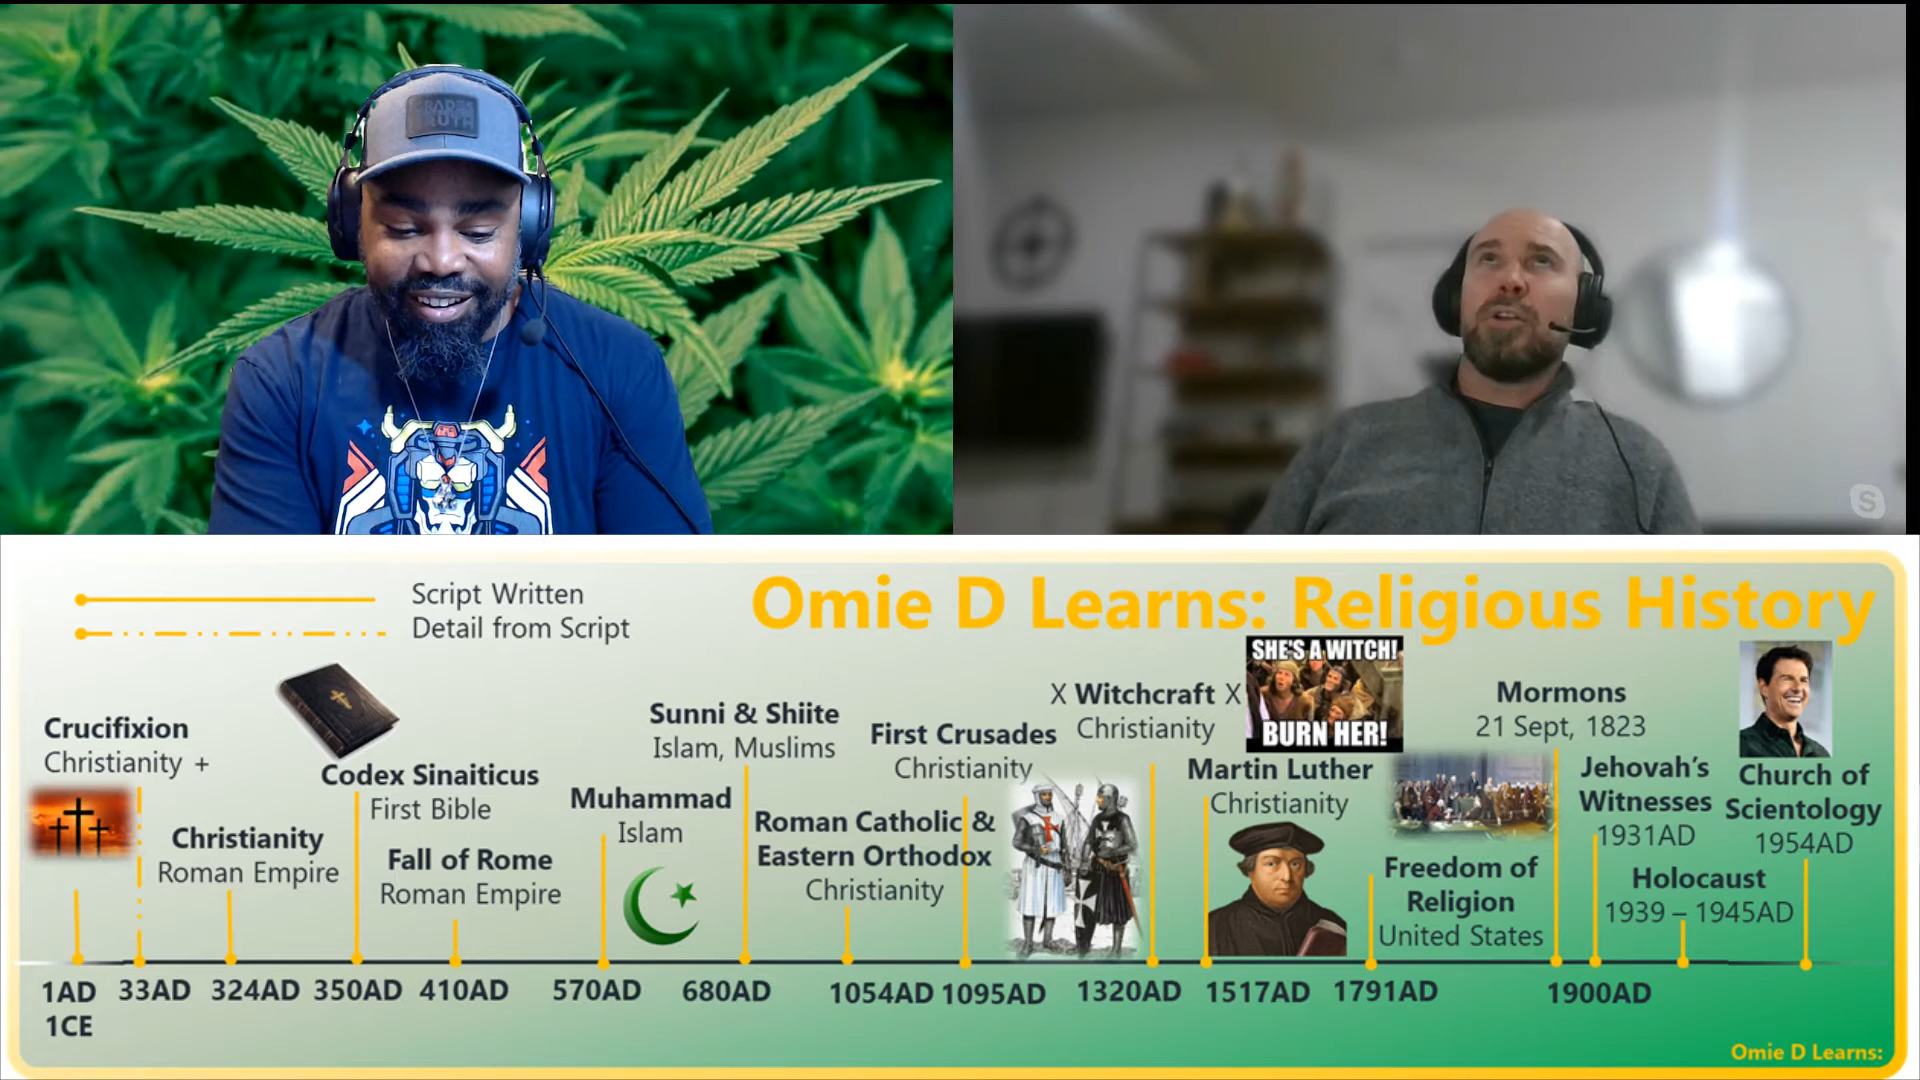 GRADE A
TRUTH
S
Script Written
Detail from Script
Omie D Learns: Religious History
Crucifixion
Christianity +
Christianity
Roman Empire
Codex Sinaiticus
First Bible
Fall of Rome
Roman Empire
Muhammad
Islam
Sunni & Shiite
Islam, Muslims
Roman Catholic &
Eastern Orthodox
Christianity
First Crusades
Christianity
X Witchcraft X
Christianity
SHE'S A WITCH!
BURN HER!
Martin Luther
Christianity
Freedom of
Religion
United States
Mormons
21 Sept, 1823
Jehovah's
Witnesses
1931AD
Holocaust
1939 – 1945AD
Church of
Scientology
1954AD
1AD
1CE
33AD
324AD
350AD
410AD
570AD
680AD
1054AD
1095AD
1320AD
1517AD
1791AD
1900AD
Omie D Learns: